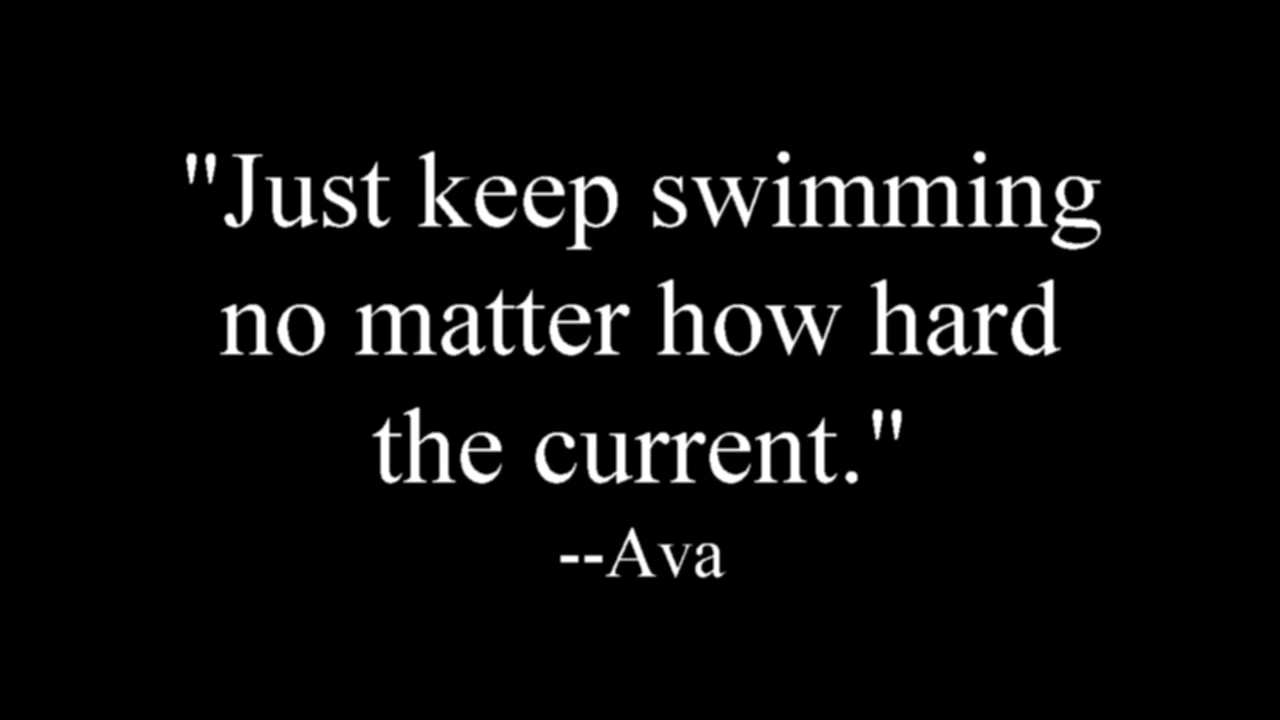 "Just keep swimming
no matter how hard
the current."
--Ava